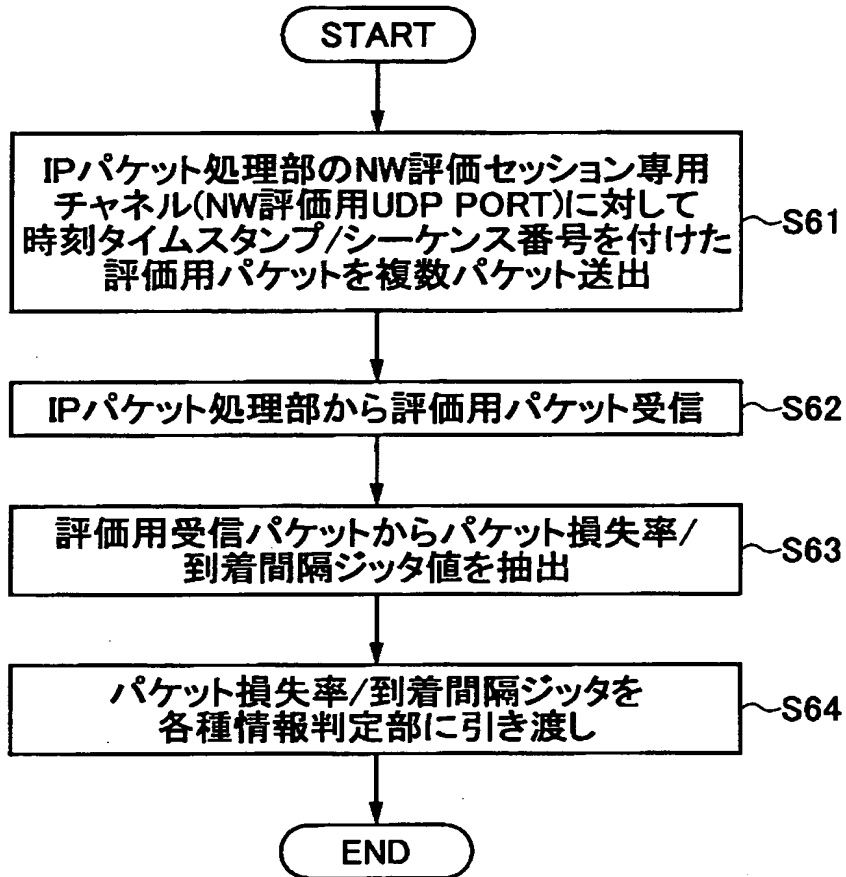 START
IPパケット処理部のNW評価セッション専用
チャネル(NW評価用UDP PORT)に対して
時刻タイムスタンプ/シーケンス番号を付けた
評価用パケットを複数パケット送出
S61
IPパケット処理部から評価用パケット受信
S62
評価用受信パケットからパケット損失率/
到着間隔ジッタ値を抽出
S63
パケット損失率/到着間隔ジッタを
各種情報判定部に引き渡し
S64
END